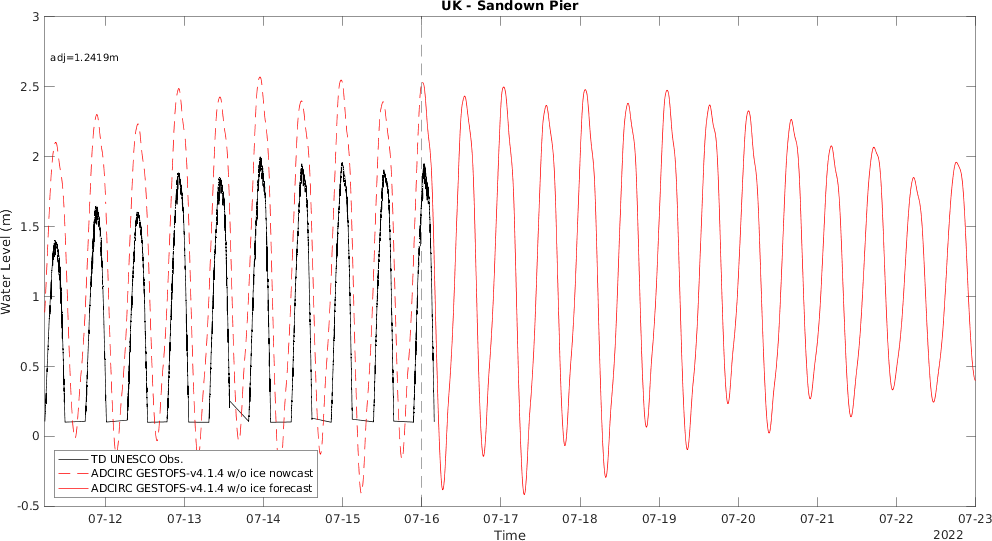 UK - Sandown Pier
adj=1.2419m
Water Level (m)
3
2.5
2
1.5
1
0.5
0
-0.5
TD UNESCO Obs.
ADCIRC GESTOFS-v4.1.4 w/o ice nowcast
ADCIRC GESTOFS-v4.1.4 w/o ice forecast
07-12 07-13 07-14 07-15 07-16 07-17 07-18 07-19 07-20 07-21 07-22 07-23
Time
2022